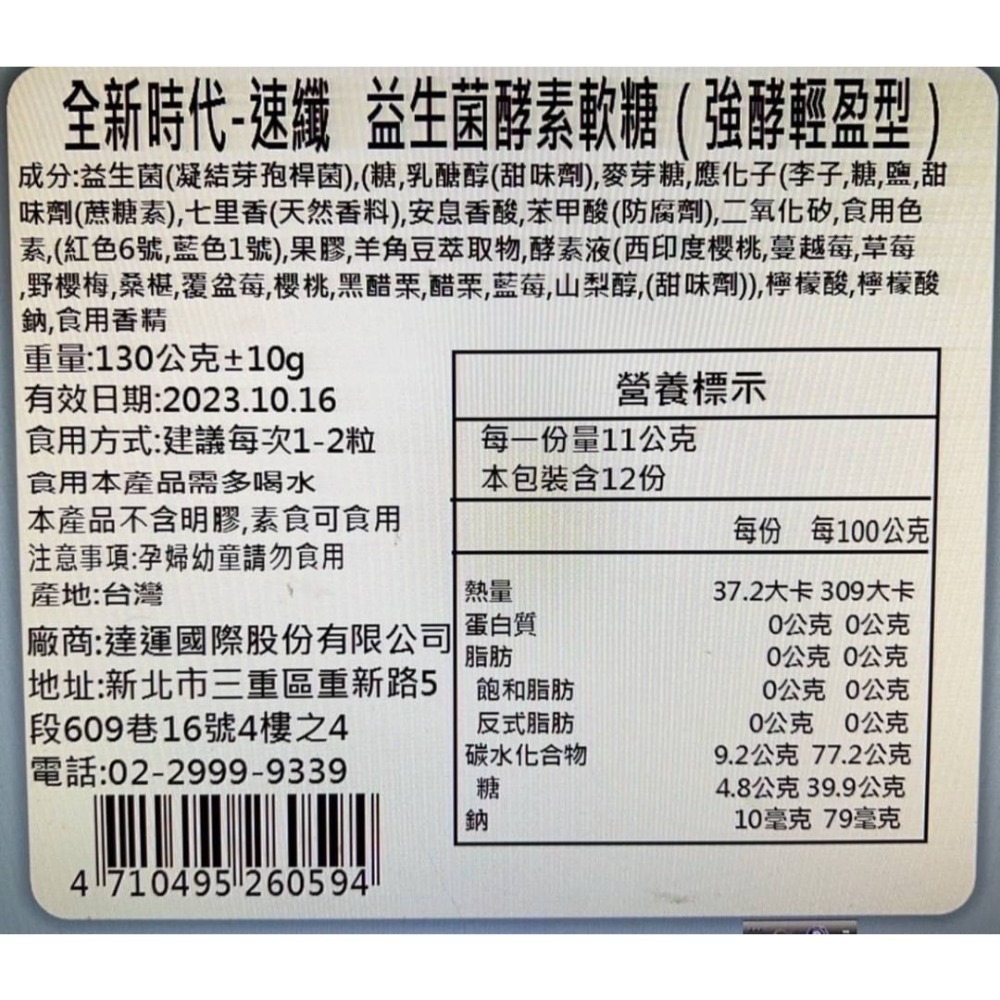 全新時代-速纖 益生菌酵素軟糖(強酵輕盈型)
成分:益生菌(凝結芽孢桿菌),(糖,乳醣醇(甜味劑),麥芽糖,應化子(李子,糖,鹽,甜
味劑(蔗糖素),七里香(天然香料),安息香酸,苯甲酸(防腐劑),二氧化矽,食用色
素,(紅色6號,藍色1號),果膠,羊角豆萃取物,酵素液(西印度櫻桃,蔓越莓,草莓
,野櫻梅,桑椹,覆盆莓,櫻桃,黑醋栗,醋栗,藍莓,山梨醇,(甜味劑)),檸檬酸,檸檬酸
鈉,食用香精
重量:130公克±10g
有效日期:2023.10.16
食用方式:建議每次1-2粒
食用本產品需多喝水
本產品不含明膠,素食可食用
注意事項:孕婦幼童請勿食用
產地:台灣
廠商:達運國際股份有限公司
地址:新北市三重區重新路5
段609巷16號4樓之4
電話:02-2999-9339
4 710495 260594
營養標示
每一份量11公克
本包裝含12份
每份 每100公克
熱量 37.2大卡 309大卡
蛋白質 0公克 0公克
脂肪 0公克 0公克
飽和脂肪 0公克 0公克
反式脂肪 0公克 0公克
碳水化合物 9.2公克 77.2公克
糖 4.8公克 39.9公克
鈉 10毫克 79毫克